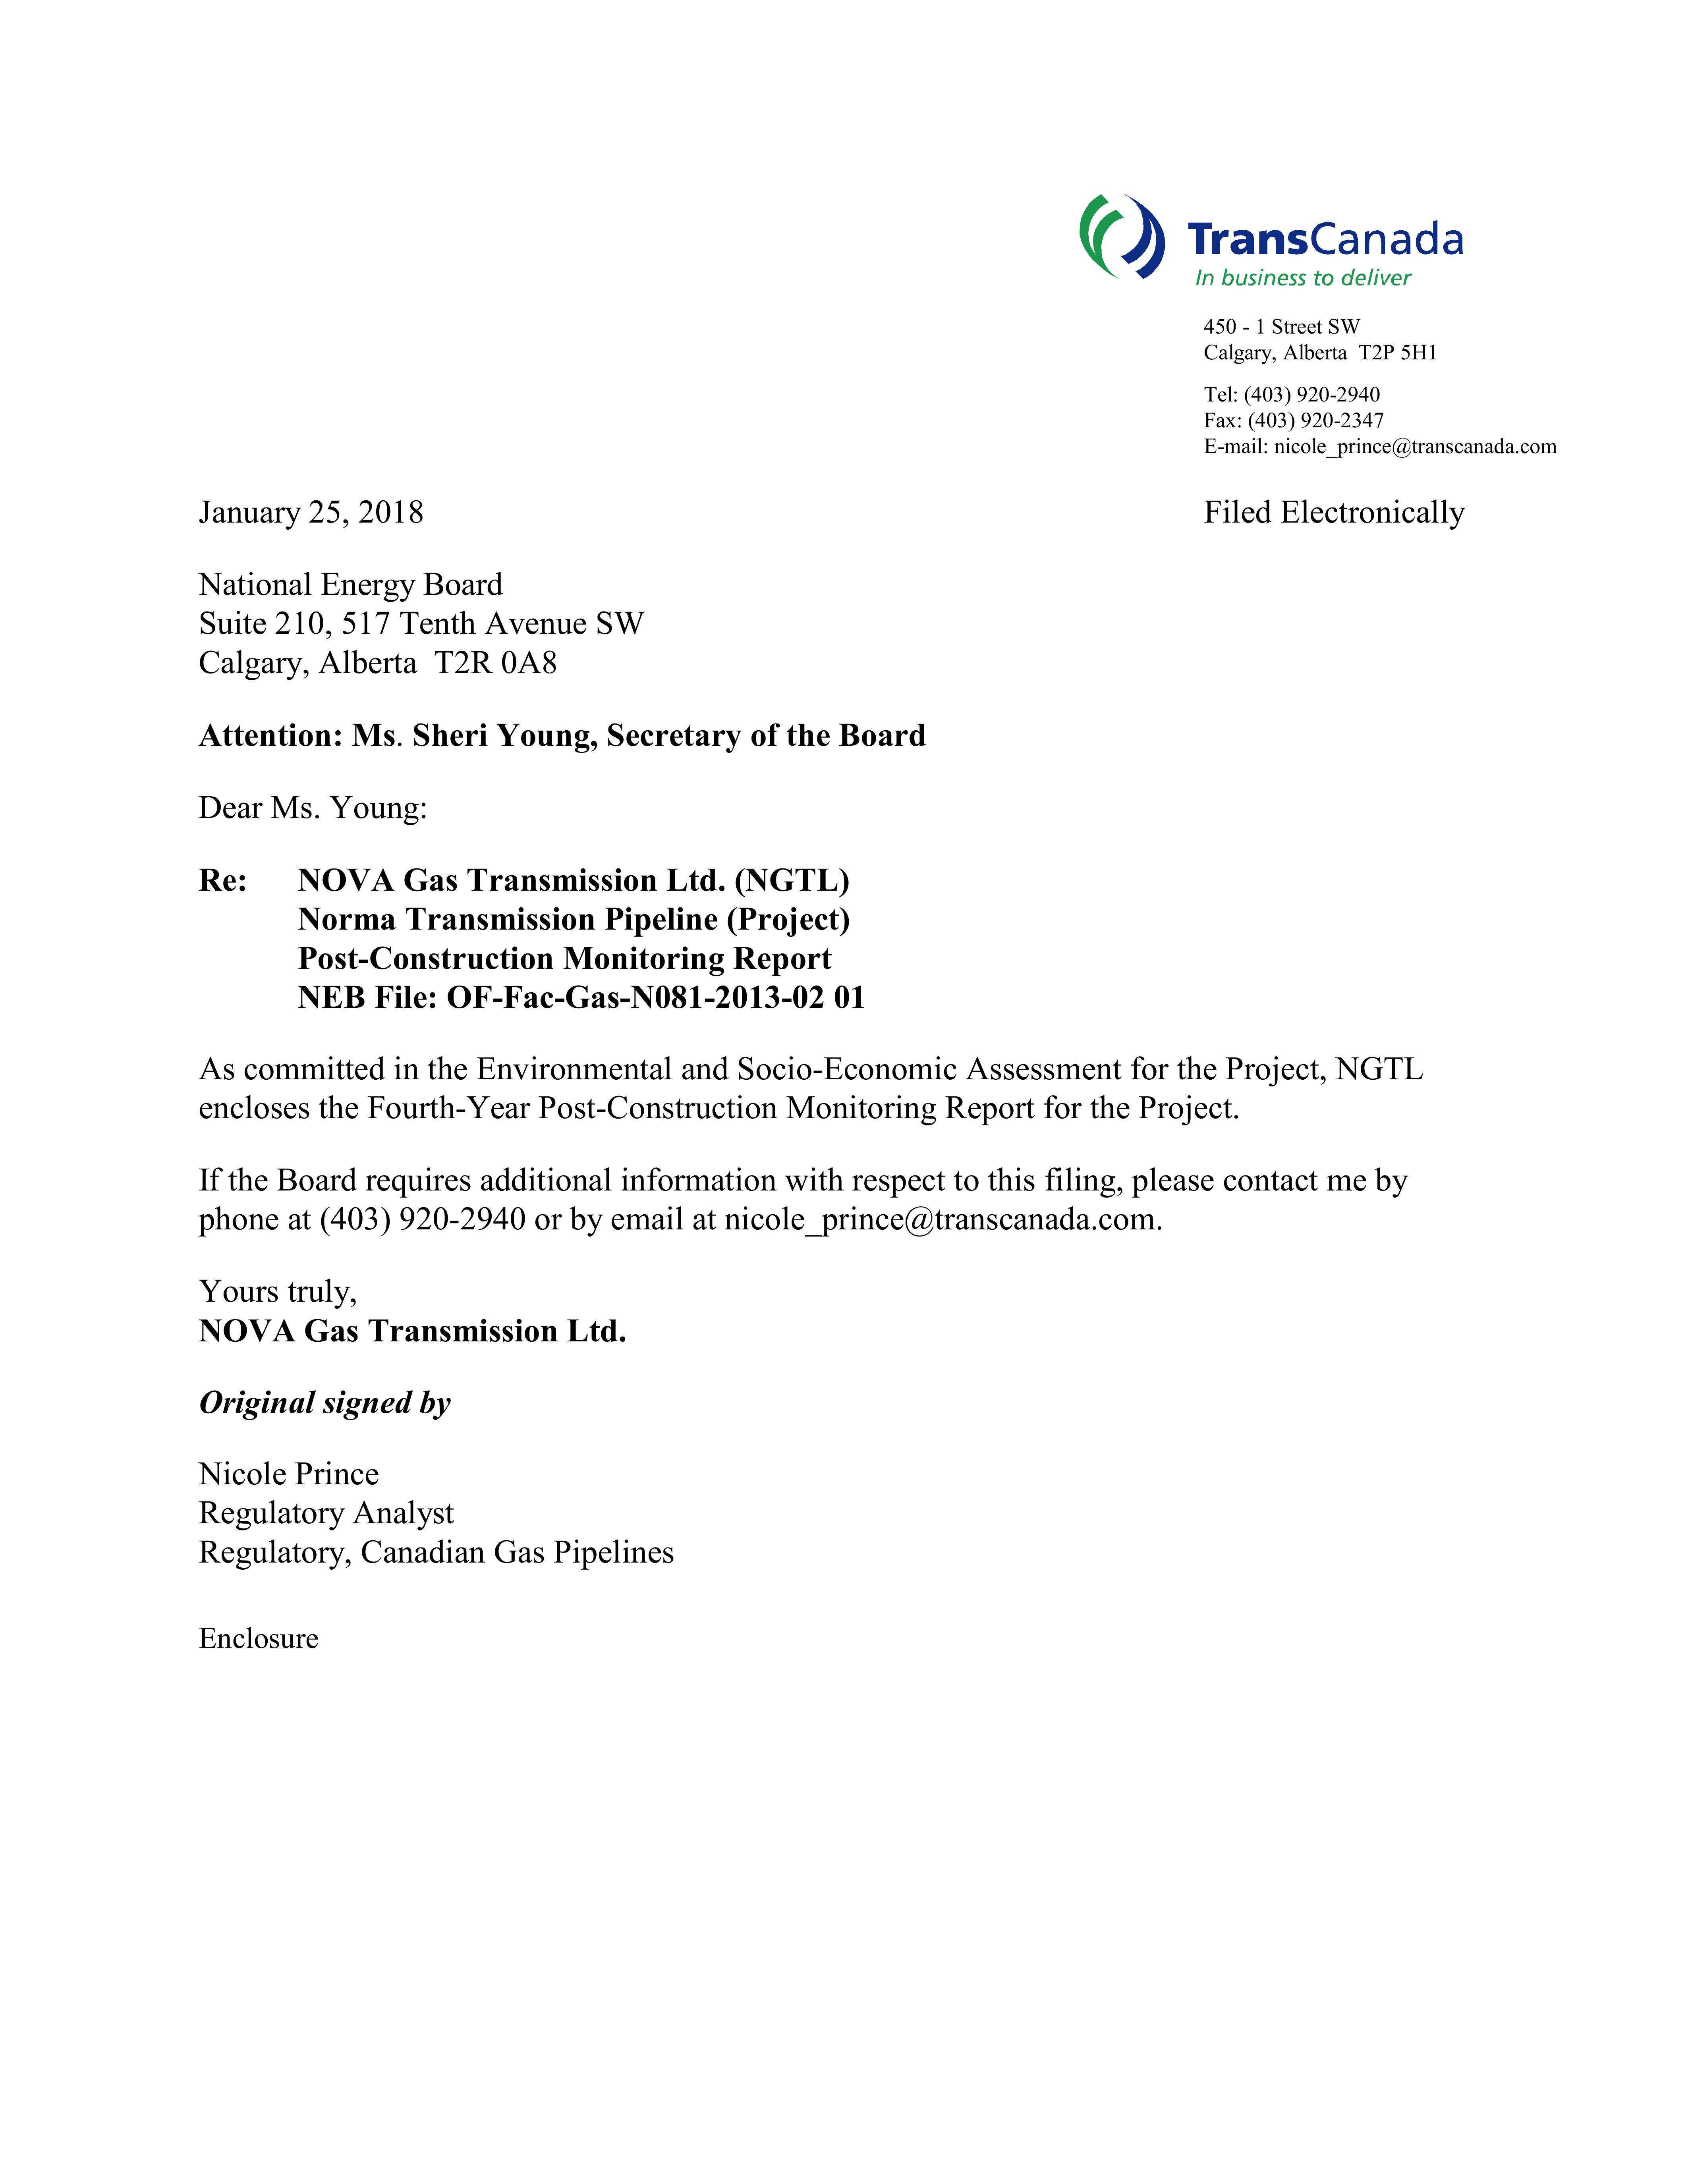 TransCanada
In business to deliver
450 - 1 Street SW
Calgary, Alberta  T2P 5H1
Tel: (403) 920-2940
Fax: (403) 920-2347
E-mail: nicole_prince@transcanada.com
January 25, 2018
Filed Electronically
National Energy Board
Suite 210, 517 Tenth Avenue SW
Calgary, Alberta  T2R 0A8
Attention: Ms. Sheri Young, Secretary of the Board
Dear Ms. Young:
Re: NOVA Gas Transmission Ltd. (NGTL)
Norma Transmission Pipeline (Project)
Post-Construction Monitoring Report
NEB File: OF-Fac-Gas-N081-2013-02 01
As committed in the Environmental and Socio-Economic Assessment for the Project, NGTL
encloses the Fourth-Year Post-Construction Monitoring Report for the Project.
If the Board requires additional information with respect to this filing, please contact me by
phone at (403) 920-2940 or by email at nicole_prince@transcanada.com.
Yours truly,
NOVA Gas Transmission Ltd.
Original signed by
Nicole Prince
Regulatory Analyst
Regulatory, Canadian Gas Pipelines
Enclosure